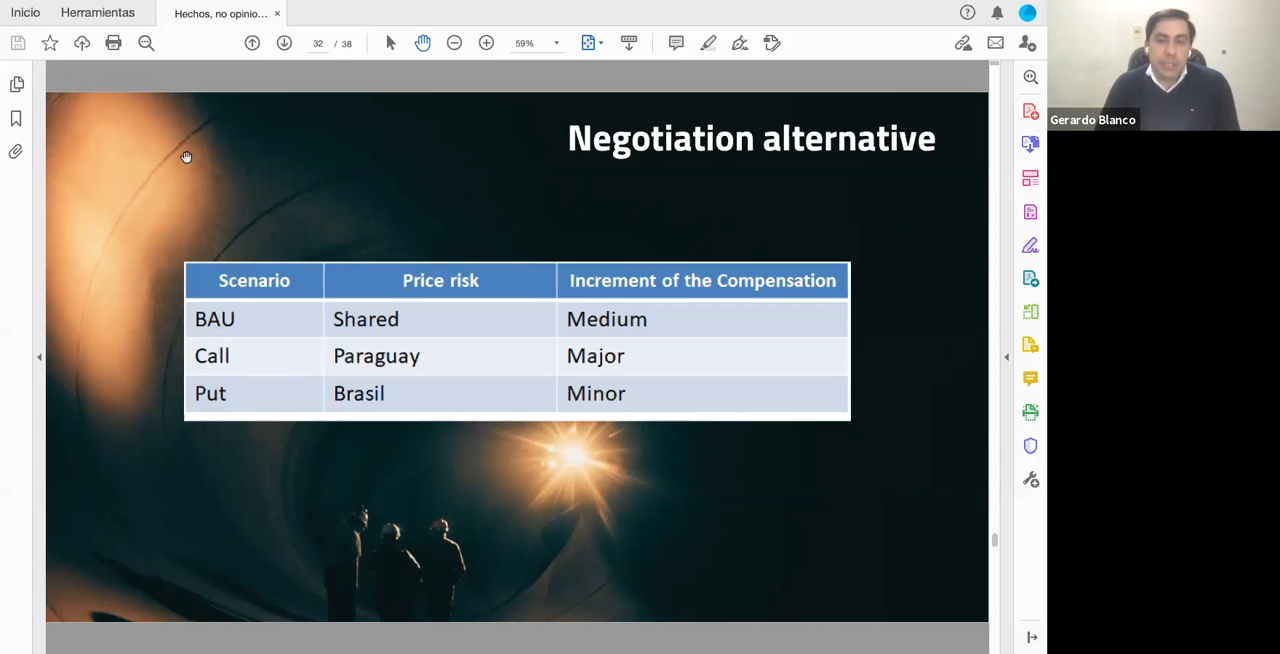 Inicio Herramientas Hechos, no opinio... ×
32 / 38 59%
Gerardo Blanco
Negotiation alternative
Scenario Price risk Increment of the Compensation
BAU Shared Medium
Call Paraguay Major
Put Brasil Minor